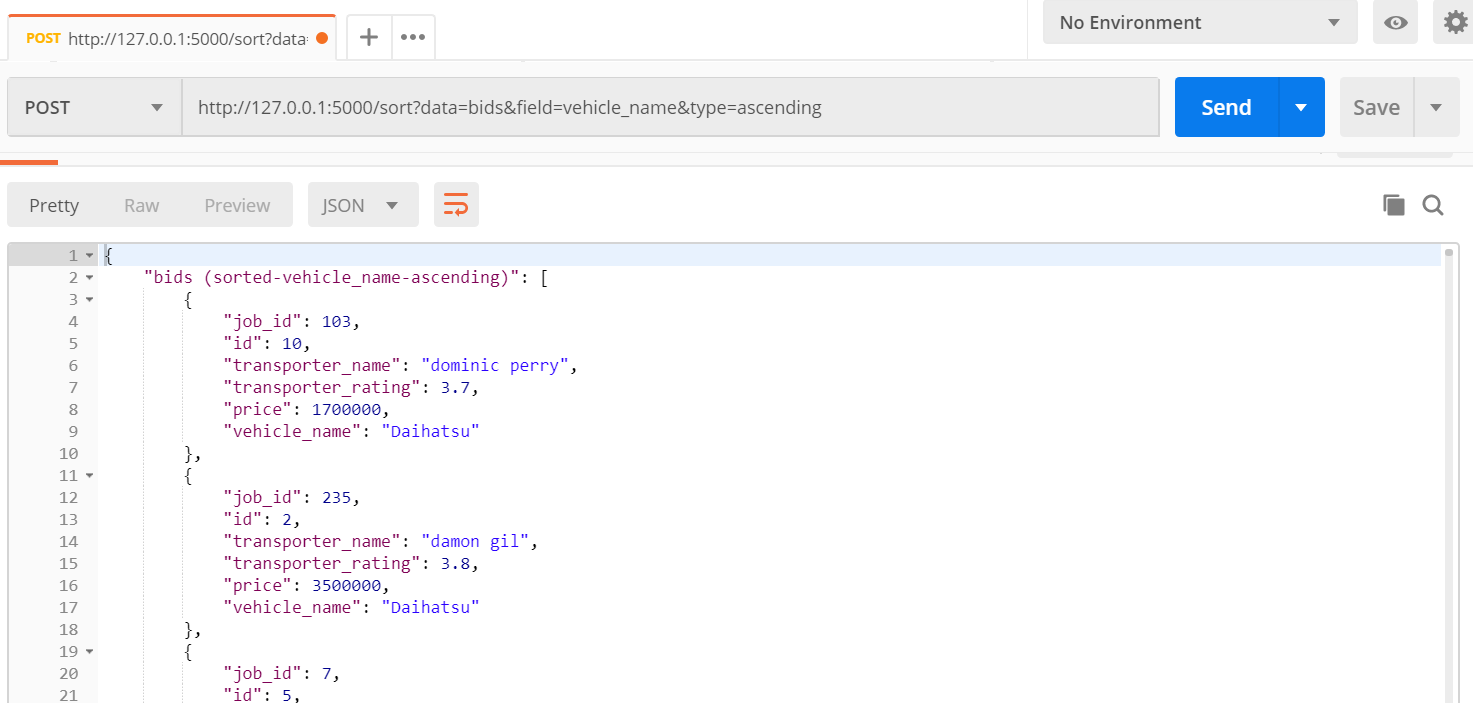 POST http://127.0.0.1:5000/sort?data=
No Environment
POST http://127.0.0.1:5000/sort?data=bids&field=vehicle_name&type=ascending Send Save
Pretty Raw Preview JSON
1 {
2 "bids (sorted-vehicle_name-ascending)": [
3 {
4 "job_id": 103,
5 "id": 10,
6 "transporter_name": "dominic perry",
7 "transporter_rating": 3.7,
8 "price": 1700000,
9 "vehicle_name": "Daihatsu"
10 },
11 {
12 "job_id": 235,
13 "id": 2,
14 "transporter_name": "damon gil",
15 "transporter_rating": 3.8,
16 "price": 3500000,
17 "vehicle_name": "Daihatsu"
18 },
19 {
20 "job_id": 7,
21 "id": 5,